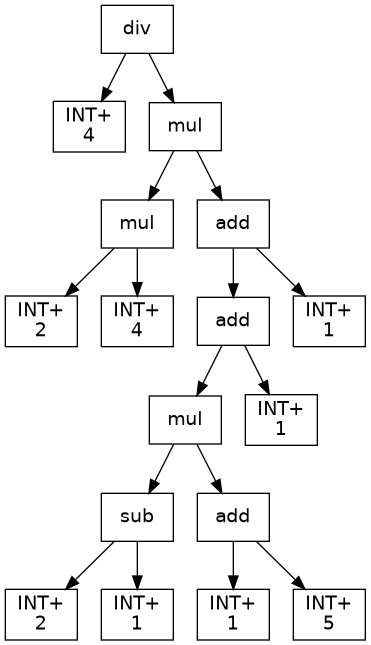 div
INT+
4
mul
mul
add
INT+
2
INT+
4
add
INT+
1
mul
INT+
1
sub
add
INT+
2
INT+
1
INT+
1
INT+
5